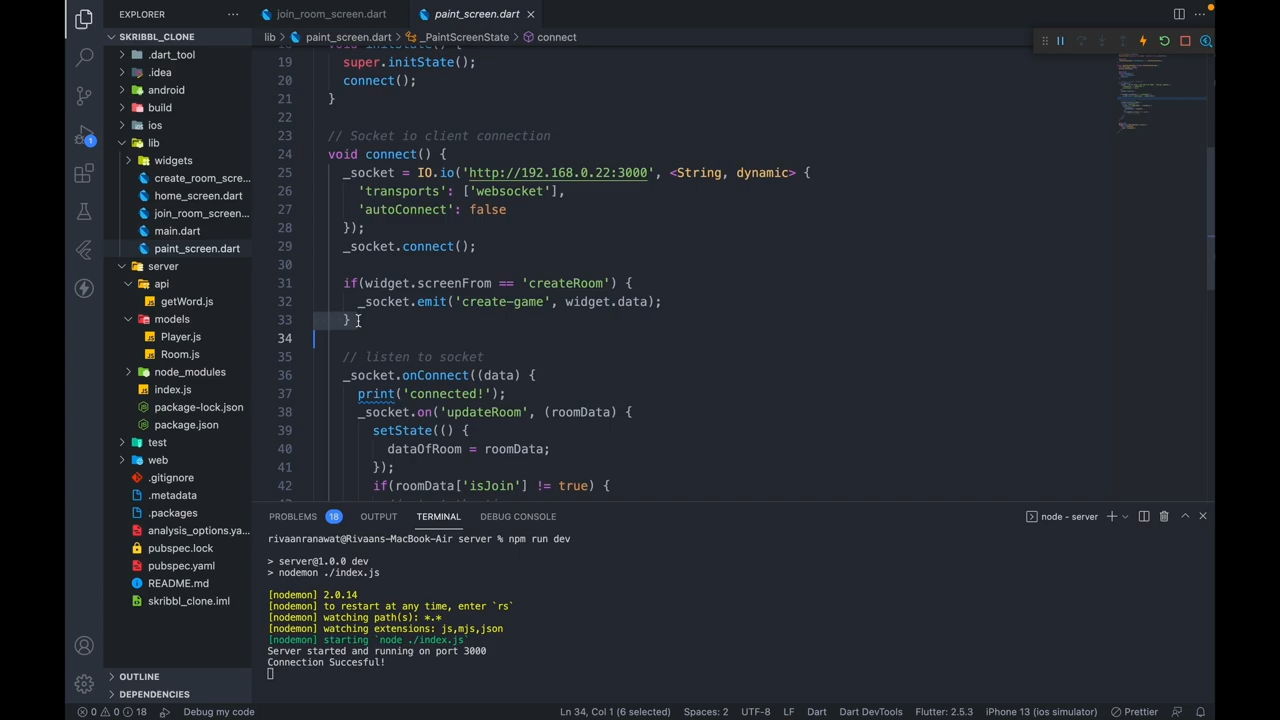 EXPLORER
SKRIBBL_CLONE
.dart_tool
.idea
android
build
ios
lib
widgets
create_room_scre...
home_screen.dart
join_room_screen...
main.dart
paint_screen.dart
server
api
getWord.js
models
Player.js
Room.js
node_modules
index.js
package-lock.json
package.json
test
web
.gitignore
.metadata
.packages
analysis_options.ya...
pubspec.lock
pubspec.yaml
README.md
skribbl_clone.iml
OUTLINE
DEPENDENCIES
1
join_room_screen.dart
paint_screen.dart
lib > paint_screen.dart > _PaintScreenState > connect
18 void initState() {
19 super.initState();
20 connect();
21 }
22
23 // Socket io client connection
24 void connect() {
25 _socket = IO.io('http://192.168.0.22:3000', <String, dynamic> {
26 'transports': ['websocket'],
27 'autoConnect': false
28 });
29 _socket.connect();
30
31 if(widget.screenFrom == 'createRoom') {
32 _socket.emit('create-game', widget.data);
33 }
34
35 // listen to socket
36 _socket.onConnect((data) {
37 print('connected!');
38 _socket.on('updateRoom', (roomData) {
39 setState(() {
40 dataOfRoom = roomData;
41 });
42 if(roomData['isJoin'] != true) {
PROBLEMS 18 OUTPUT TERMINAL DEBUG CONSOLE
node - server
rivaanranawat@Rivaans-MacBook-Air server % npm run dev
> server@1.0.0 dev
> nodemon ./index.js
[nodemon] 2.0.14
[nodemon] to restart at any time, enter `rs`
[nodemon] watching path(s): *.*
[nodemon] watching extensions: js,mjs,json
[nodemon] starting `node ./index.js`
Server started and running on port 3000
Connection Succesful!
0 0 18 Debug my code Ln 34, Col 1 (6 selected) Spaces: 2 UTF-8 LF Dart Dart DevTools Flutter: 2.5.3 iPhone 13 (ios simulator) Prettier